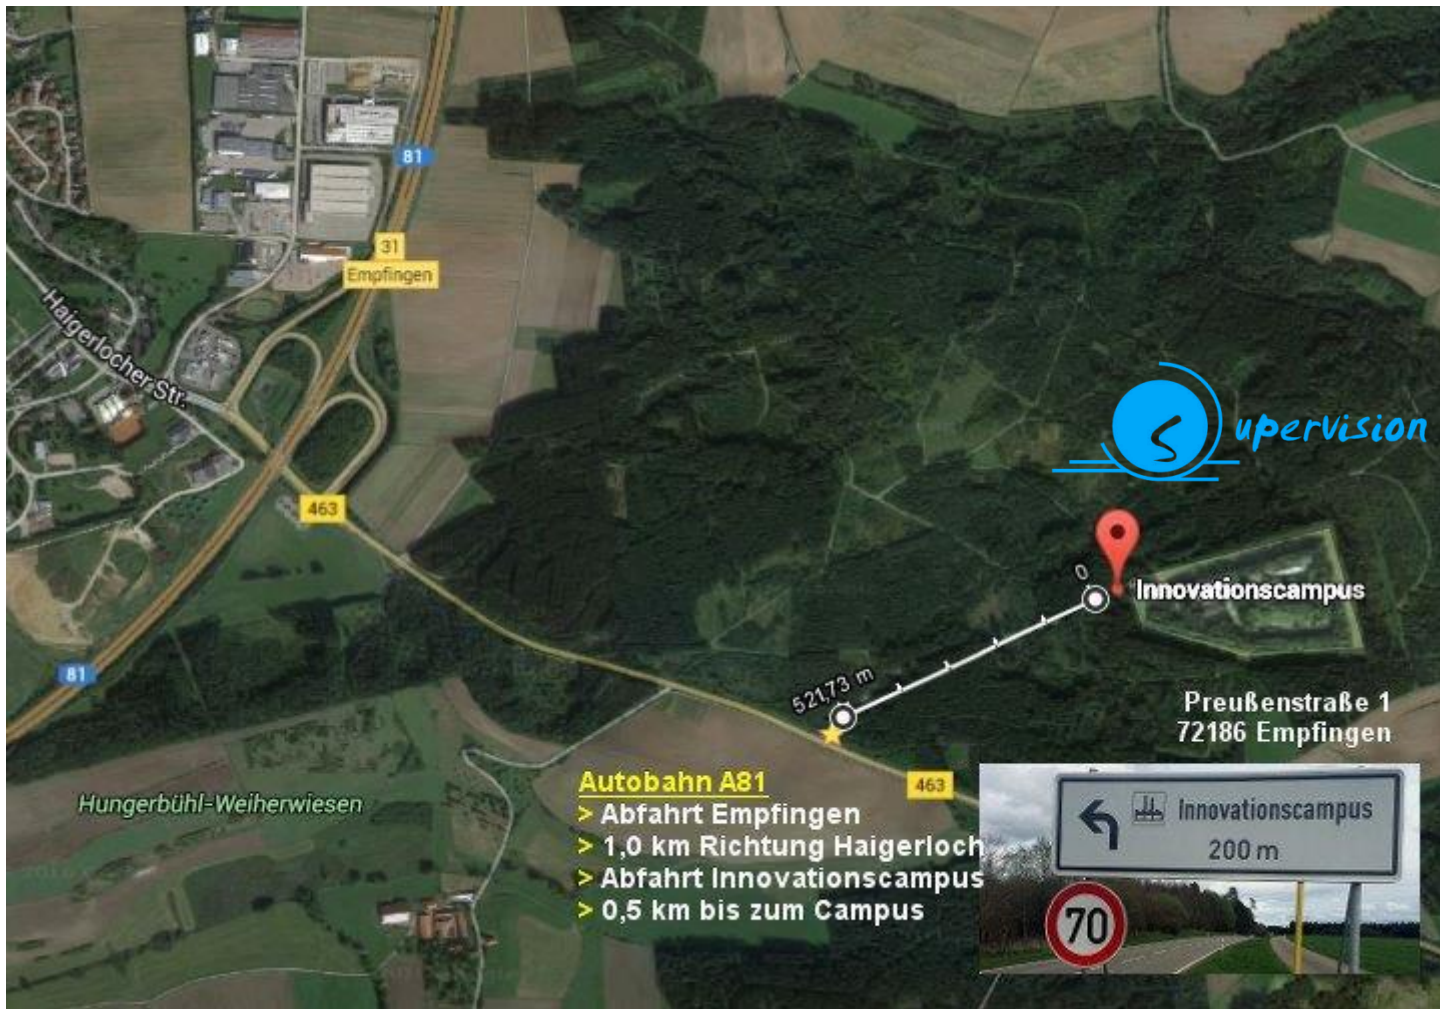 81
31
Empfingen
Haigerlocher Str.
upervision
463
0
Innovationscampus
521,73 m
81
Preußenstraße 1
72186 Empfingen
Hungerbühl-Weiherwiesen
463
Autobahn A81
> Abfahrt Empfingen
> 1,0 km Richtung Haigerloch
> Abfahrt Innovationscampus
> 0,5 km bis zum Campus
Innovationscampus
200 m
70